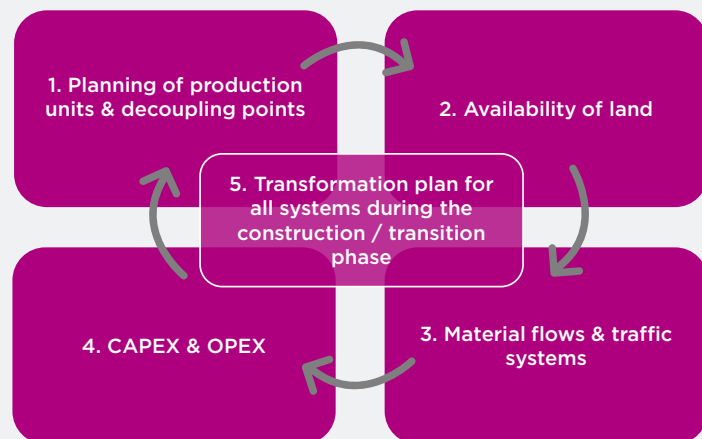 1. Planning of production
units & decoupling points
2. Availability of land
5. Transformation plan for
all systems during the
construction / transition
phase
4. CAPEX & OPEX
3. Material flows & traffic
systems